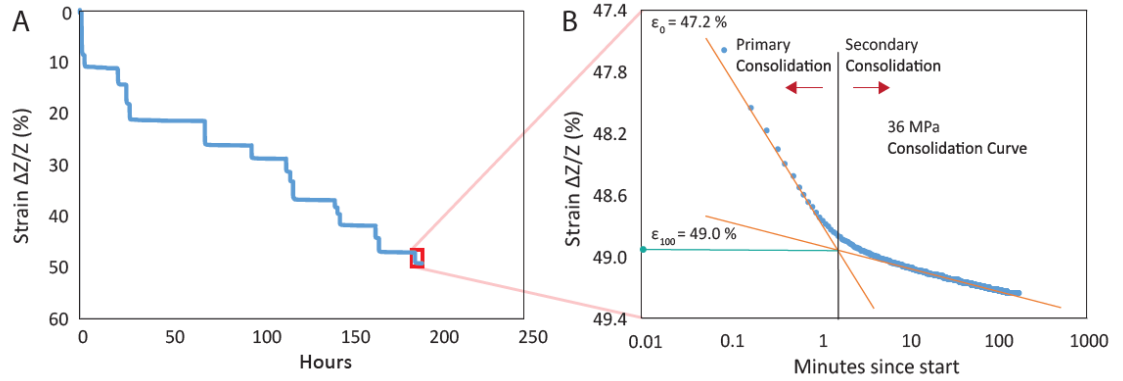 A
Strain ΔZ/Z (%)
0
10
20
30
40
50
60
0
50
100
150
200
250
Hours
B
Strain ΔZ/Z (%)
47.4
47.8
48.2
48.6
49.0
49.4
ε0 = 47.2 %
Primary
Consolidation
Secondary
Consolidation
36 MPa
Consolidation Curve
ε100 = 49.0 %
0.01
0.1
1
10
100
1000
Minutes since start